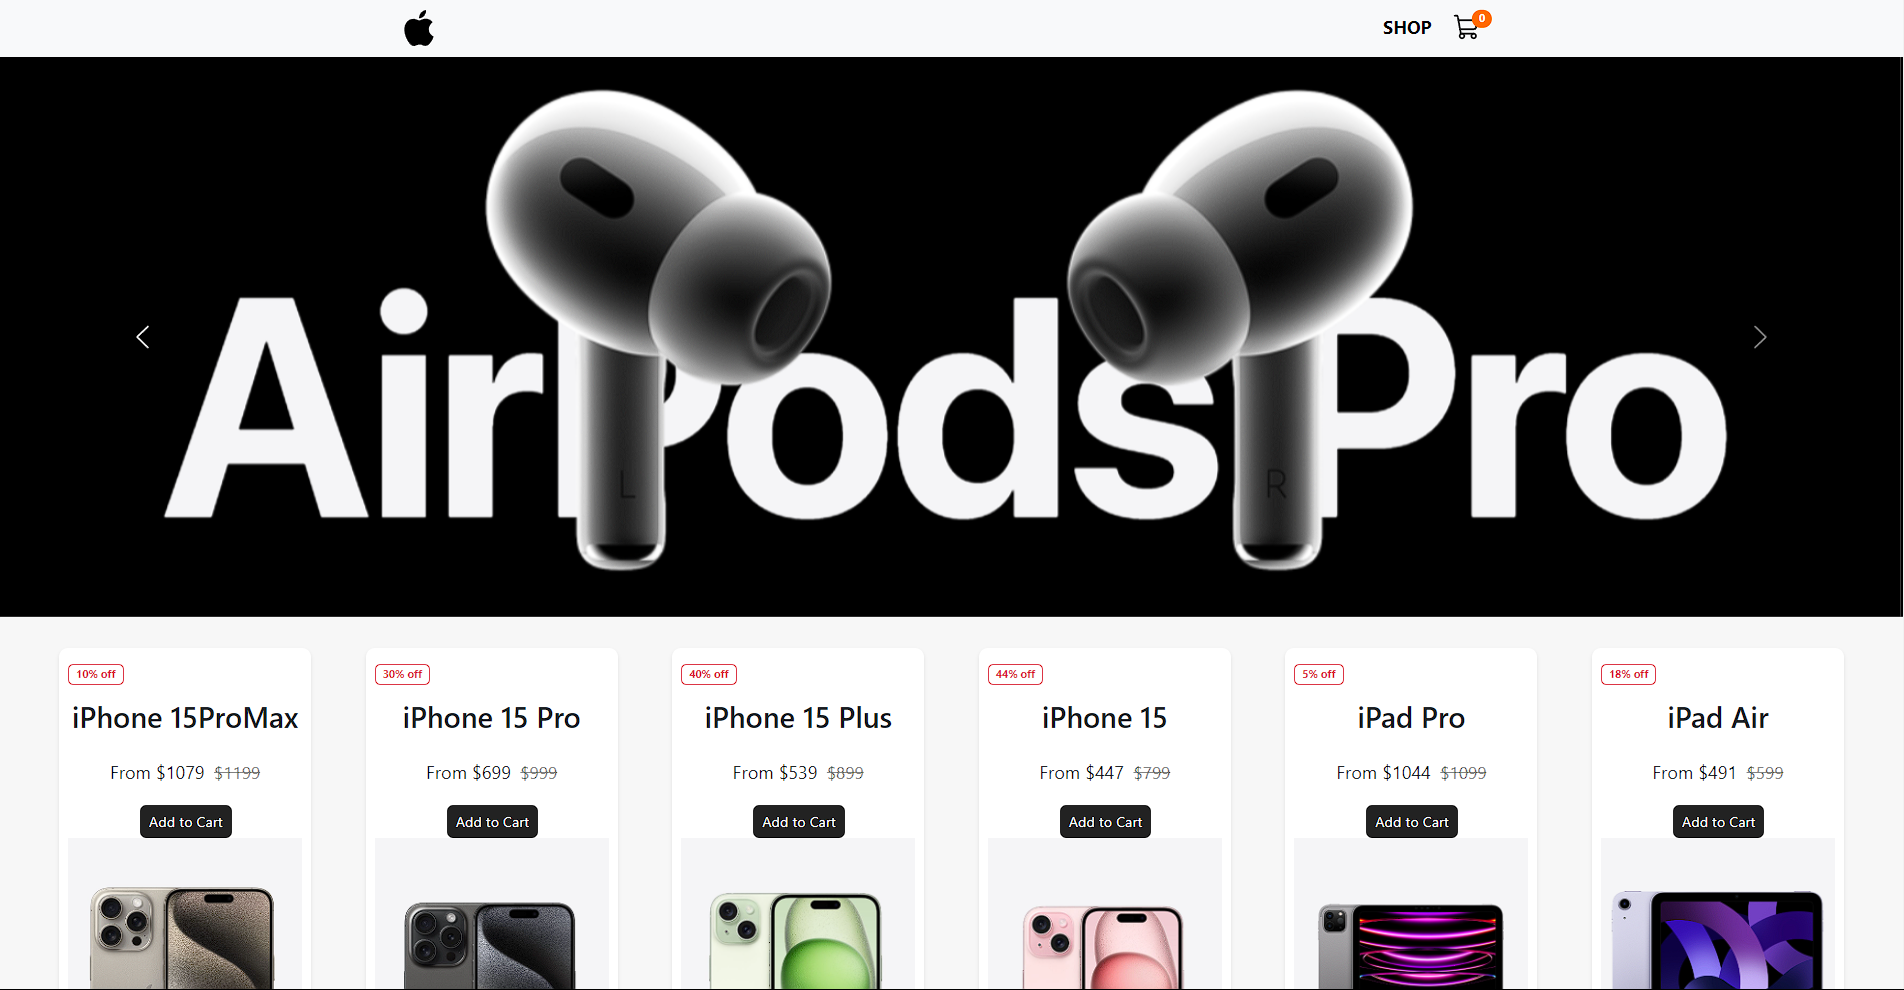 SHOP
0
AirPods Pro
L
R
10% off
iPhone 15ProMax
From $1079 $1199
Add to Cart
30% off
iPhone 15 Pro
From $699 $999
Add to Cart
40% off
iPhone 15 Plus
From $539 $899
Add to Cart
44% off
iPhone 15
From $447 $799
Add to Cart
5% off
iPad Pro
From $1044 $1099
Add to Cart
18% off
iPad Air
From $491 $599
Add to Cart